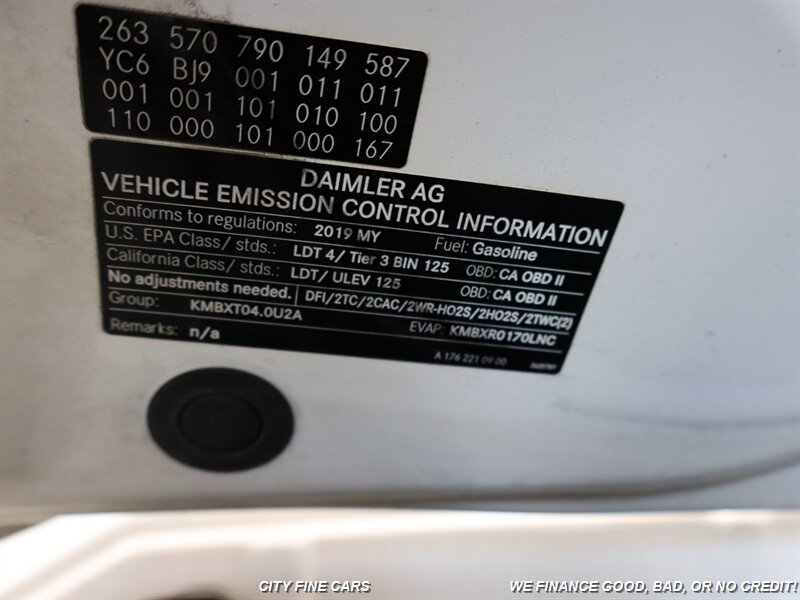 263 570 790 149 587
YC6 BJ9 001 011 011
001 001 101 010 100
110 000 101 000 167
DAIMLER AG
VEHICLE EMISSION CONTROL INFORMATION
Conforms to regulations: 2019 MY Fuel: Gasoline
U.S. EPA Class/ stds.: LDT 4/ Tier 3 BIN 125 OBD: CA OBD II
California Class/ stds.: LDT/ ULEV 125 OBD: CA OBD II
No adjustments needed. DFI/2TC/2CAC/2WR-HO2S/2HO2S/2TWC(2)
Group: KMBXT04.0U2A EVAP: KMBXR0170LNC
Remarks: n/a
A 176 221 09 00
CITY FINE CARS WE FINANCE GOOD, BAD, OR NO CREDIT!